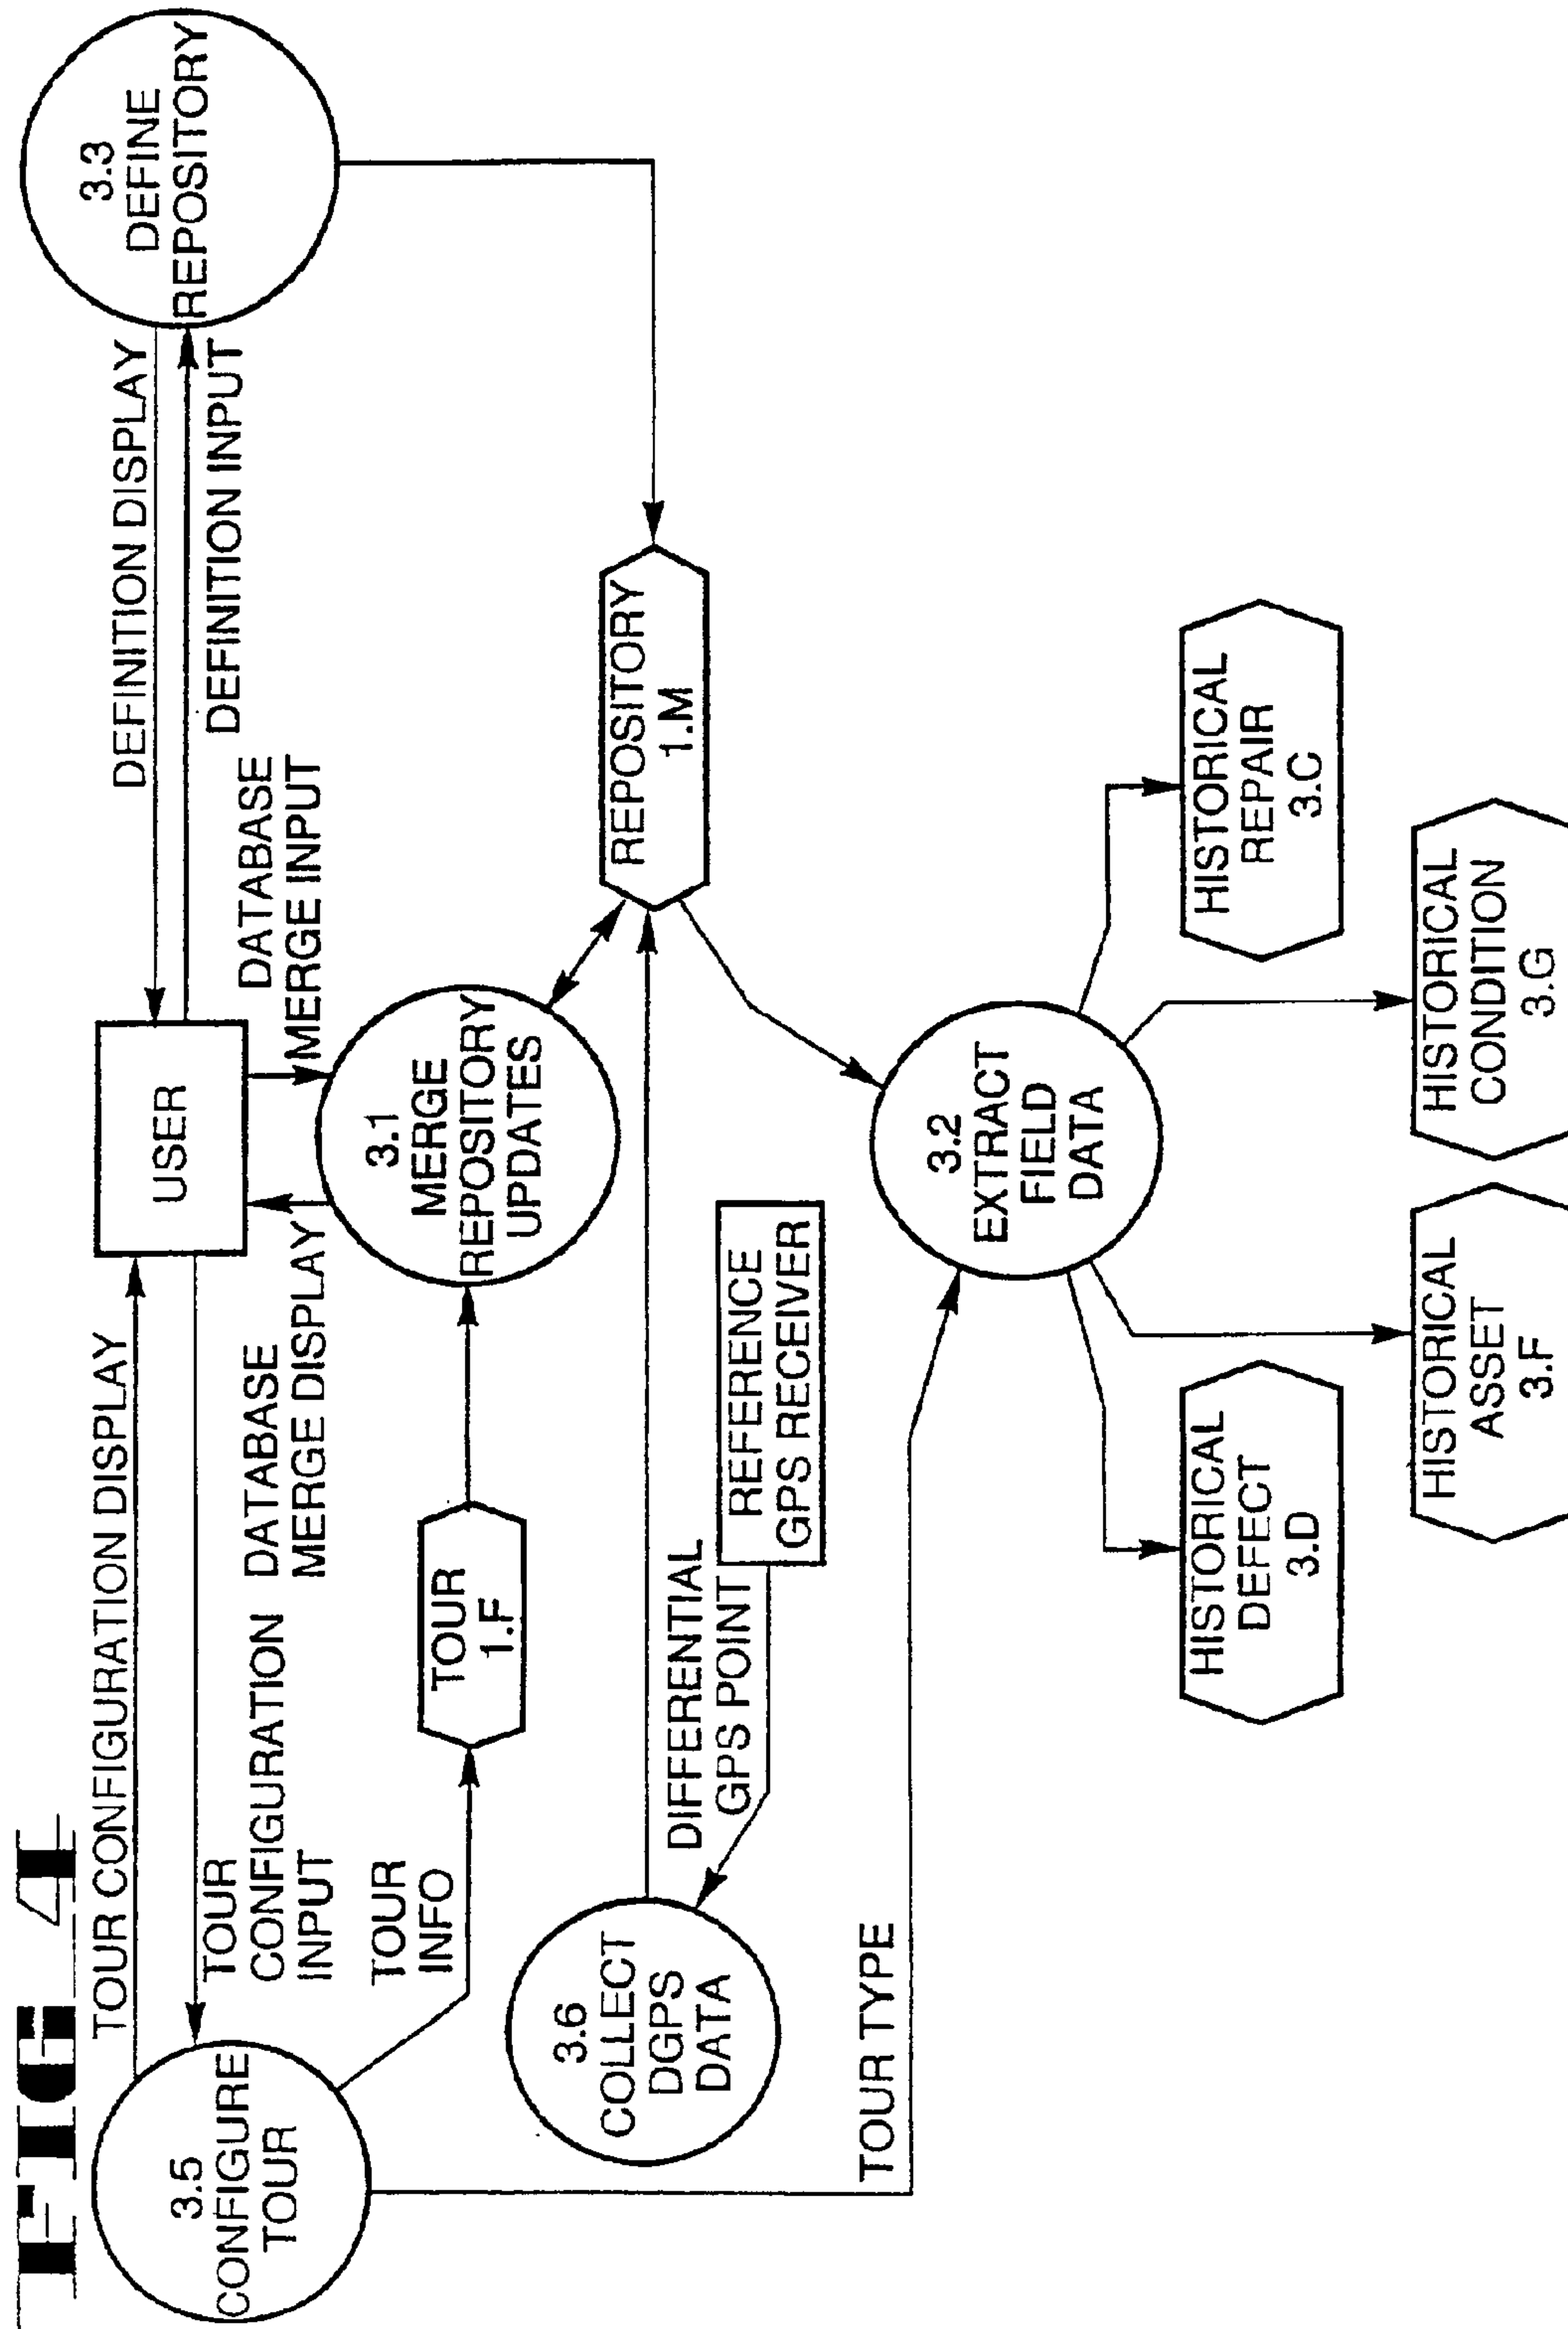 FIG 4
TOUR CONFIGURATION DISPLAY
DEFINITION DISPLAY
3.5
CONFIGURE
TOUR
USER
3.3
DEFINE
REPOSITORY
TOUR
CONFIGURATION
INPUT
DATABASE
MERGE DISPLAY
DATABASE
MERGE INPUT
DEFINITION INPUT
TOUR
INFO
TOUR
1.F
3.1
MERGE
REPOSITORY
UPDATES
3.6
COLLECT
DGPS
DATA
REPOSITORY
1.M
DIFFERENTIAL
GPS POINT
REFERENCE
GPS RECEIVER
TOUR TYPE
3.2
EXTRACT
FIELD
DATA
HISTORICAL
DEFECT
3.D
HISTORICAL
REPAIR
3.C
HISTORICAL
ASSET
3.F
HISTORICAL
CONDITION
3.G